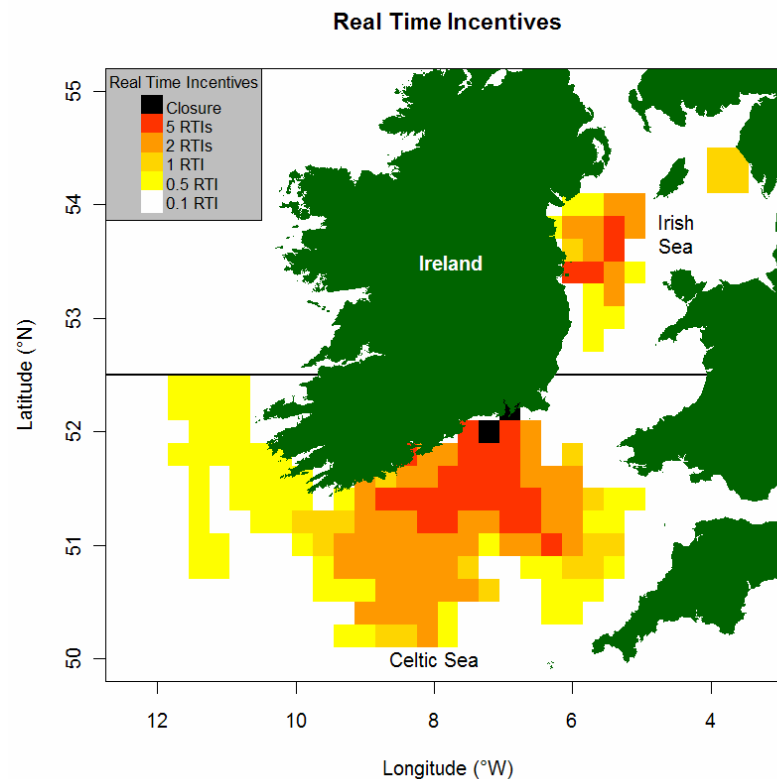 Real Time Incentives
Real Time Incentives
Closure
5 RTIs
2 RTIs
1 RTI
0.5 RTI
0.1 RTI
55
54
53
52
51
50
Latitude (°N)
Ireland
Irish
Sea
Celtic Sea
12
10
8
6
4
Longitude (°W)